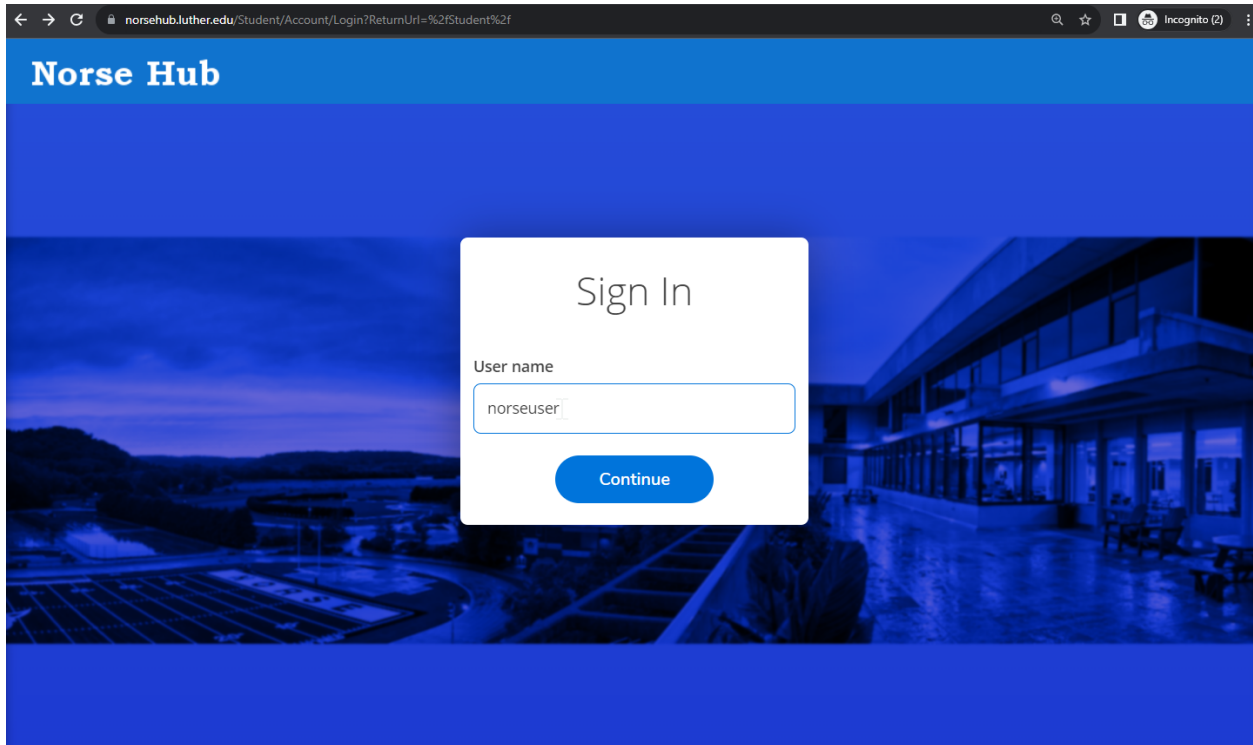 norsehub.luther.edu/Student/Account/Login?ReturnUrl=%2fStudent%2f
Incognito (2)
Norse Hub
Sign In
User name
norseuser
Continue
NORSE